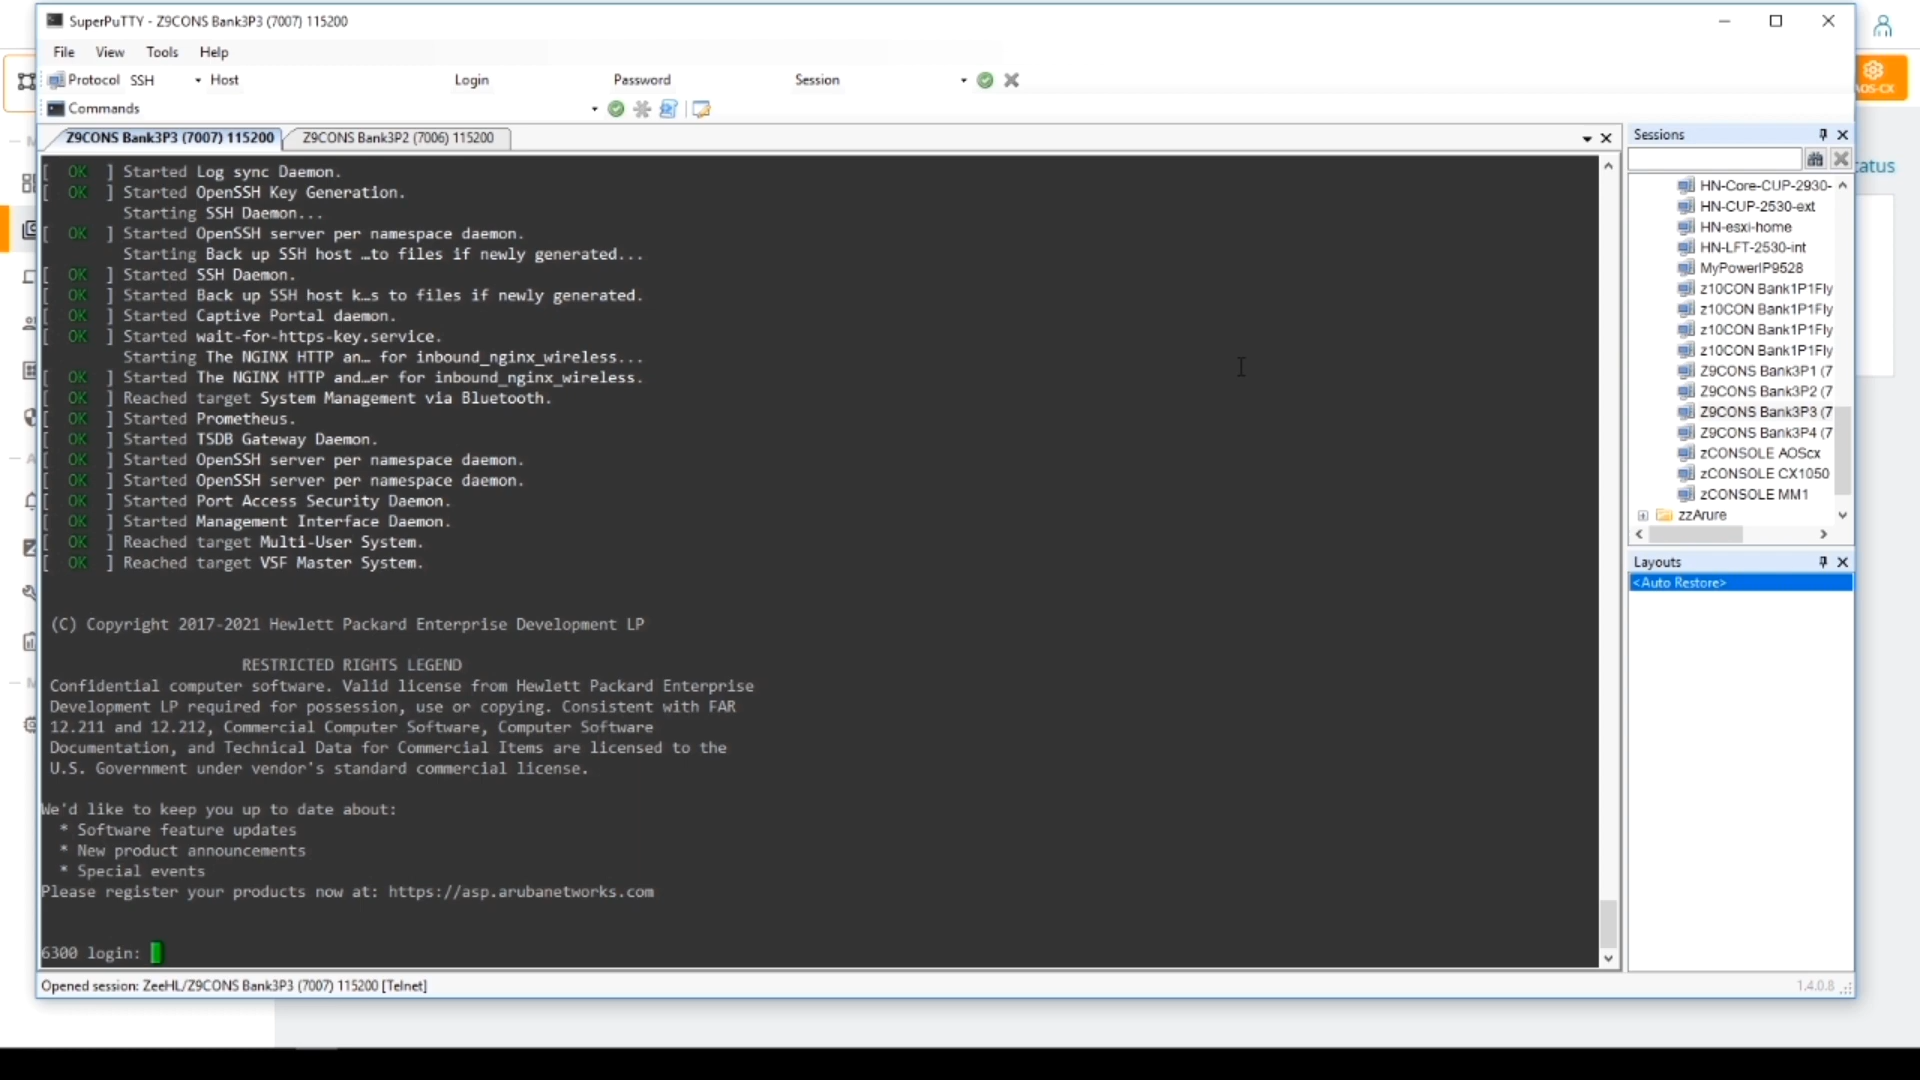 SuperPuTTY - Z9CONS Bank3P3 (7007) 115200
File View Tools Help
Protocol SSH Host Login Password Session
Commands
AOS-CX
Z9CONS Bank3P3 (7007) 115200 Z9CONS Bank3P2 (7006) 115200
[ OK ] Started Log sync Daemon.
[ OK ] Started OpenSSH Key Generation.
Starting SSH Daemon...
[ OK ] Started OpenSSH server per namespace daemon.
Starting Back up SSH host …to files if newly generated...
[ OK ] Started SSH Daemon.
[ OK ] Started Back up SSH host k…s to files if newly generated.
[ OK ] Started Captive Portal daemon.
[ OK ] Started wait-for-https-key.service.
Starting The NGINX HTTP an… for inbound_nginx_wireless...
[ OK ] Started The NGINX HTTP and…er for inbound_nginx_wireless.
[ OK ] Reached target System Management via Bluetooth.
[ OK ] Started Prometheus.
[ OK ] Started TSDB Gateway Daemon.
[ OK ] Started OpenSSH server per namespace daemon.
[ OK ] Started OpenSSH server per namespace daemon.
[ OK ] Started Port Access Security Daemon.
[ OK ] Started Management Interface Daemon.
[ OK ] Reached target Multi-User System.
[ OK ] Reached target VSF Master System.
(C) Copyright 2017-2021 Hewlett Packard Enterprise Development LP
RESTRICTED RIGHTS LEGEND
Confidential computer software. Valid license from Hewlett Packard Enterprise
Development LP required for possession, use or copying. Consistent with FAR
12.211 and 12.212, Commercial Computer Software, Computer Software
Documentation, and Technical Data for Commercial Items are licensed to the
U.S. Government under vendor's standard commercial license.
We'd like to keep you up to date about:
* Software feature updates
* New product announcements
* Special events
Please register your products now at: https://asp.arubanetworks.com
6300 login:
Opened session: ZeeHL/Z9CONS Bank3P3 (7007) 115200 [Telnet]
Sessions
HN-Core-CUP-2930-
HN-CUP-2530-ext
HN-esxi-home
HN-LFT-2530-int
MyPowerIP9528
z10CON Bank1P1Fly
z10CON Bank1P1Fly
z10CON Bank1P1Fly
z10CON Bank1P1Fly
Z9CONS Bank3P1 (7
Z9CONS Bank3P2 (7
Z9CONS Bank3P3 (7
Z9CONS Bank3P4 (7
zCONSOLE AOScx
zCONSOLE CX1050
zCONSOLE MM1
zzArure
Layouts
<Auto Restore>
1.4.0.8
atus